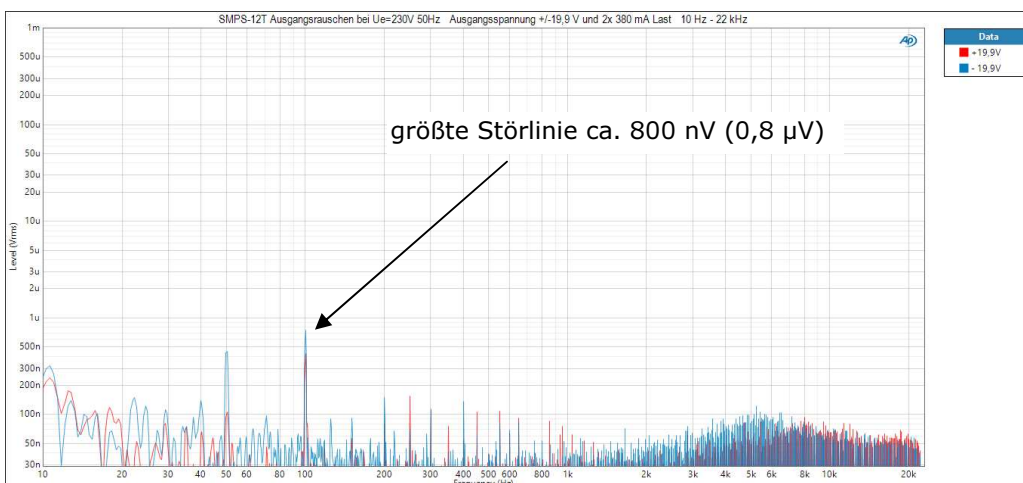 SMPS-12T Ausgangsrauschen bei Ue=230V 50Hz Ausgangsspannung +/-19,9 V und 2x 380 mA Last 10 Hz - 22 kHz
AP
Data
+19,9V
- 19,9V
größte Störlinie ca. 800 nV (0,8 µV)
Level (Vrms)
1m
500u
300u
200u
100u
50u
30u
20u
10u
5u
3u
2u
1u
500n
300n
200n
100n
50n
30n
10 20 30 40 50 60 80 100 200 300 400 500 600 800 1k 2k 3k 4k 5k 6k 8k 10k 20k
Frequency (Hz)